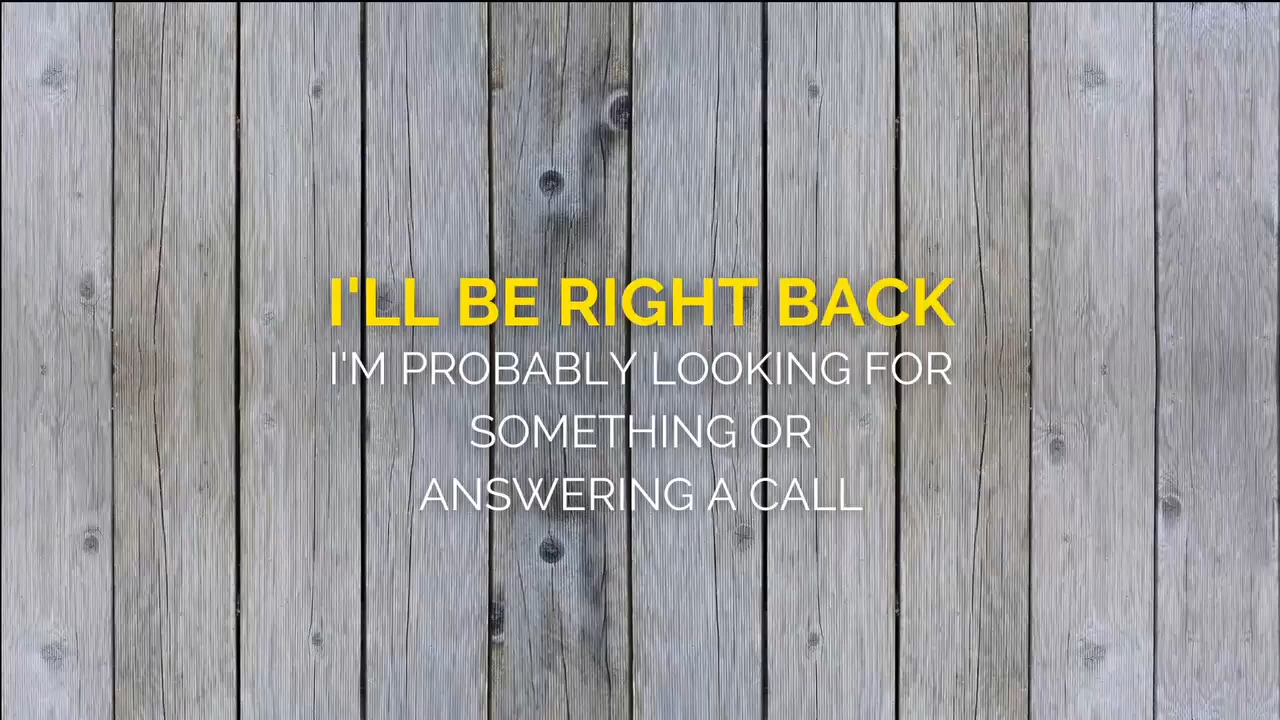 I'LL BE RIGHT BACK
I'M PROBABLY LOOKING FOR
SOMETHING OR
ANSWERING A CALL